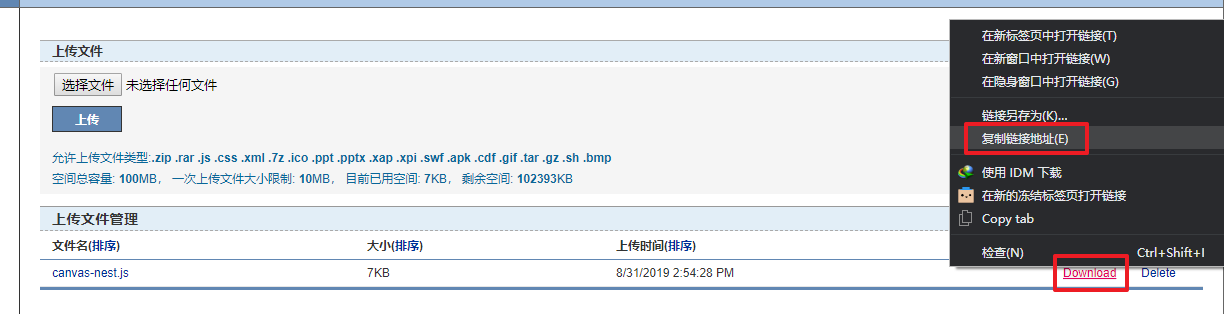 上传文件
选择文件 未选择任何文件
上传
允许上传文件类型:.zip .rar .js .css .xml .7z .ico .ppt .pptx .xap .xpi .swf .apk .cdf .gif .tar .gz .sh .bmp
空间总容量: 100MB， 一次上传文件大小限制: 10MB， 目前已用空间: 7KB， 剩余空间: 102393KB
上传文件管理
文件名(排序) 大小(排序) 上传时间(排序)
canvas-nest.js 7KB 8/31/2019 2:54:28 PM Download Delete
在新标签页中打开链接(T)
在新窗口中打开链接(W)
在隐身窗口中打开链接(G)
链接另存为(K)...
复制链接地址(E)
使用 IDM 下载
在新的冻结标签页打开链接
Copy tab
检查(N) Ctrl+Shift+I